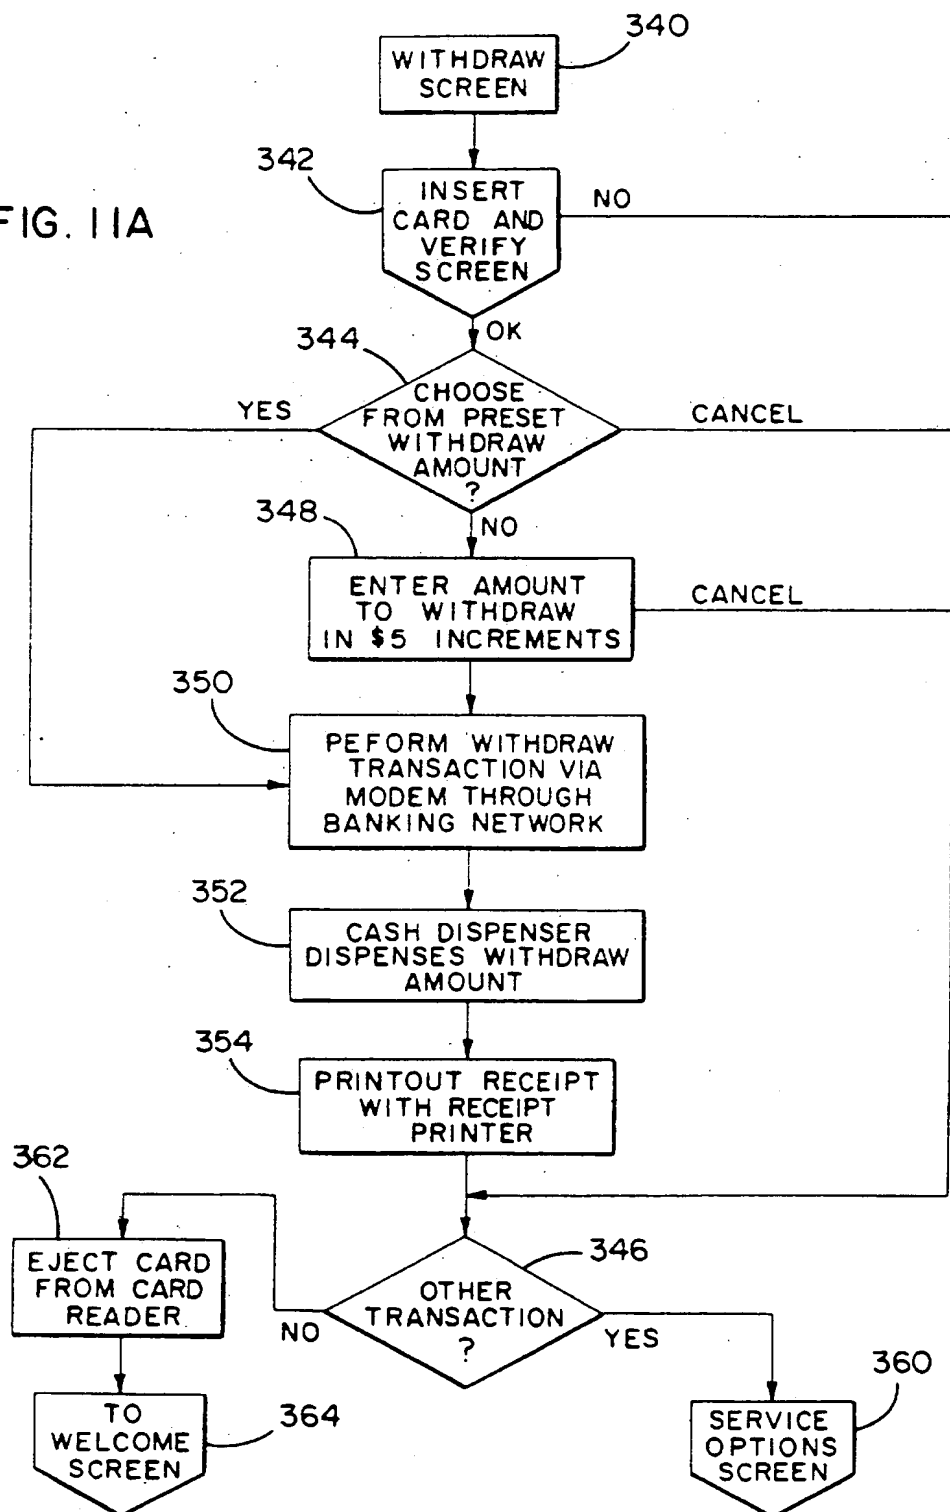 340
WITHDRAW
SCREEN
342
INSERT
CARD AND
VERIFY
SCREEN
NO
FIG. 11A
OK
344
CHOOSE
FROM PRESET
WITHDRAW
AMOUNT
?
YES
CANCEL
NO
348
ENTER AMOUNT
TO WITHDRAW
IN $5 INCREMENTS
CANCEL
350
PEFORM WITHDRAW
TRANSACTION VIA
MODEM THROUGH
BANKING NETWORK
352
CASH DISPENSER
DISPENSES WITHDRAW
AMOUNT
354
PRINTOUT RECEIPT
WITH RECEIPT
PRINTER
362
EJECT CARD
FROM CARD
READER
346
OTHER
TRANSACTION
?
NO
YES
TO
WELCOME
SCREEN
364
360
SERVICE
OPTIONS
SCREEN